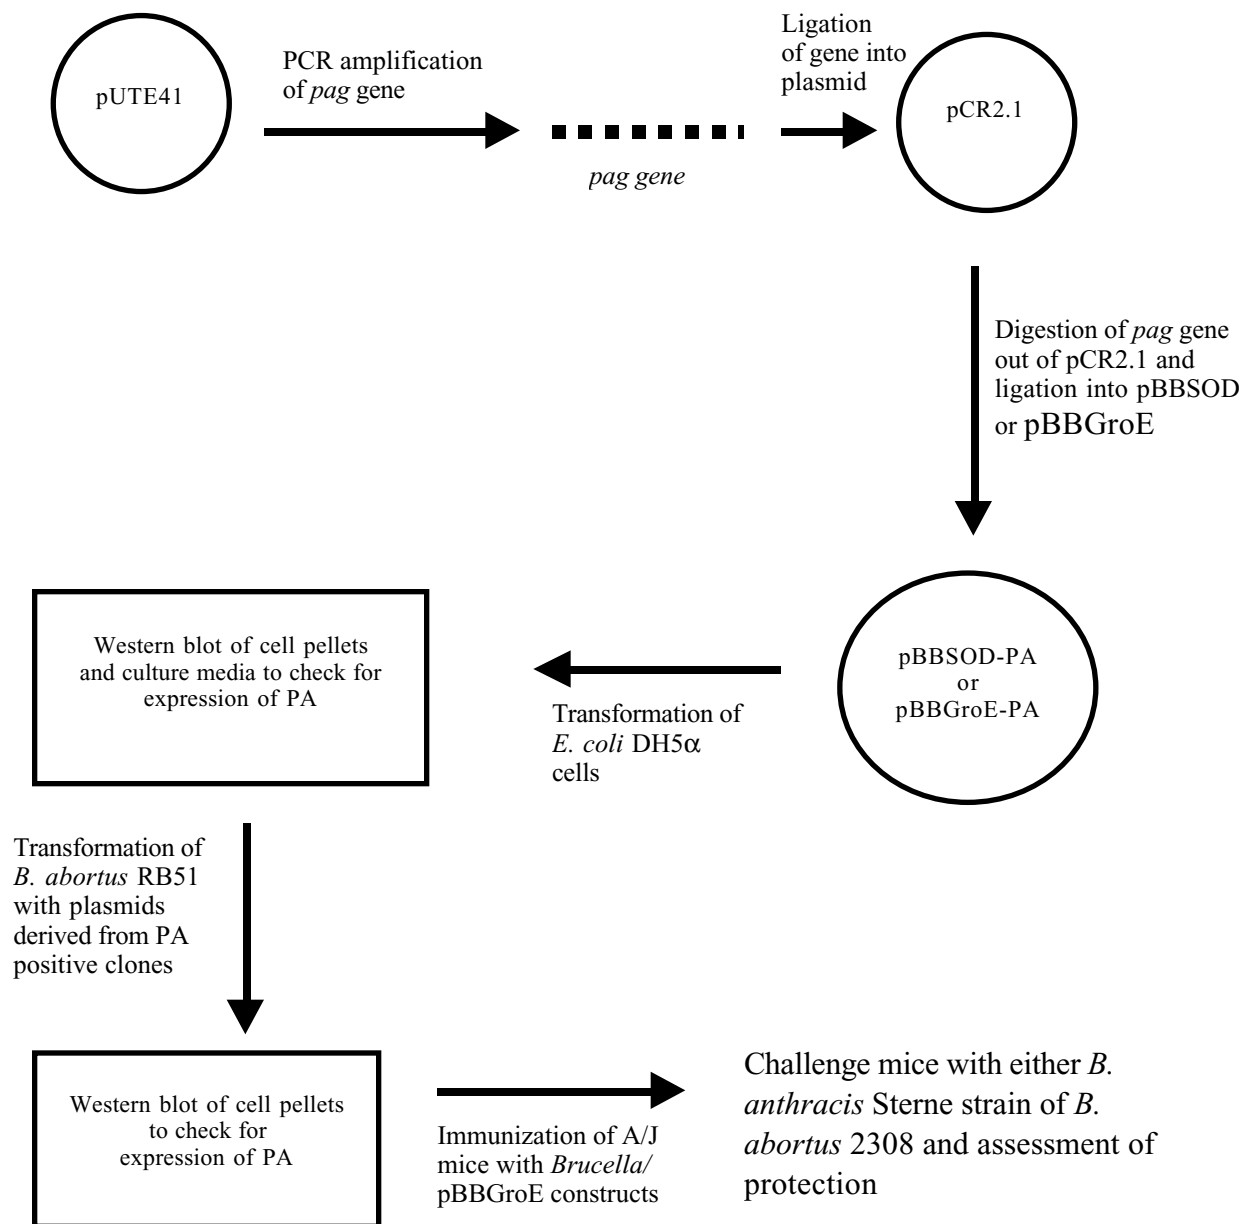 pUTE41
PCR amplification
of pag gene
pag gene
Ligation
of gene into
plasmid
pCR2.1
Digestion of pag gene
out of pCR2.1 and
ligation into pBBSOD
or pBBGroE
pBBSOD-PA
or
pBBGroE-PA
Transformation of
E. coli DH5α
cells
Western blot of cell pellets
and culture media to check for
expression of PA
Transformation of
B. abortus RB51
with plasmids
derived from PA
positive clones
Western blot of cell pellets
to check for
expression of PA
Immunization of A/J
mice with Brucella/
pBBGroE constructs
Challenge mice with either B.
anthracis Sterne strain of B.
abortus 2308 and assessment of
protection